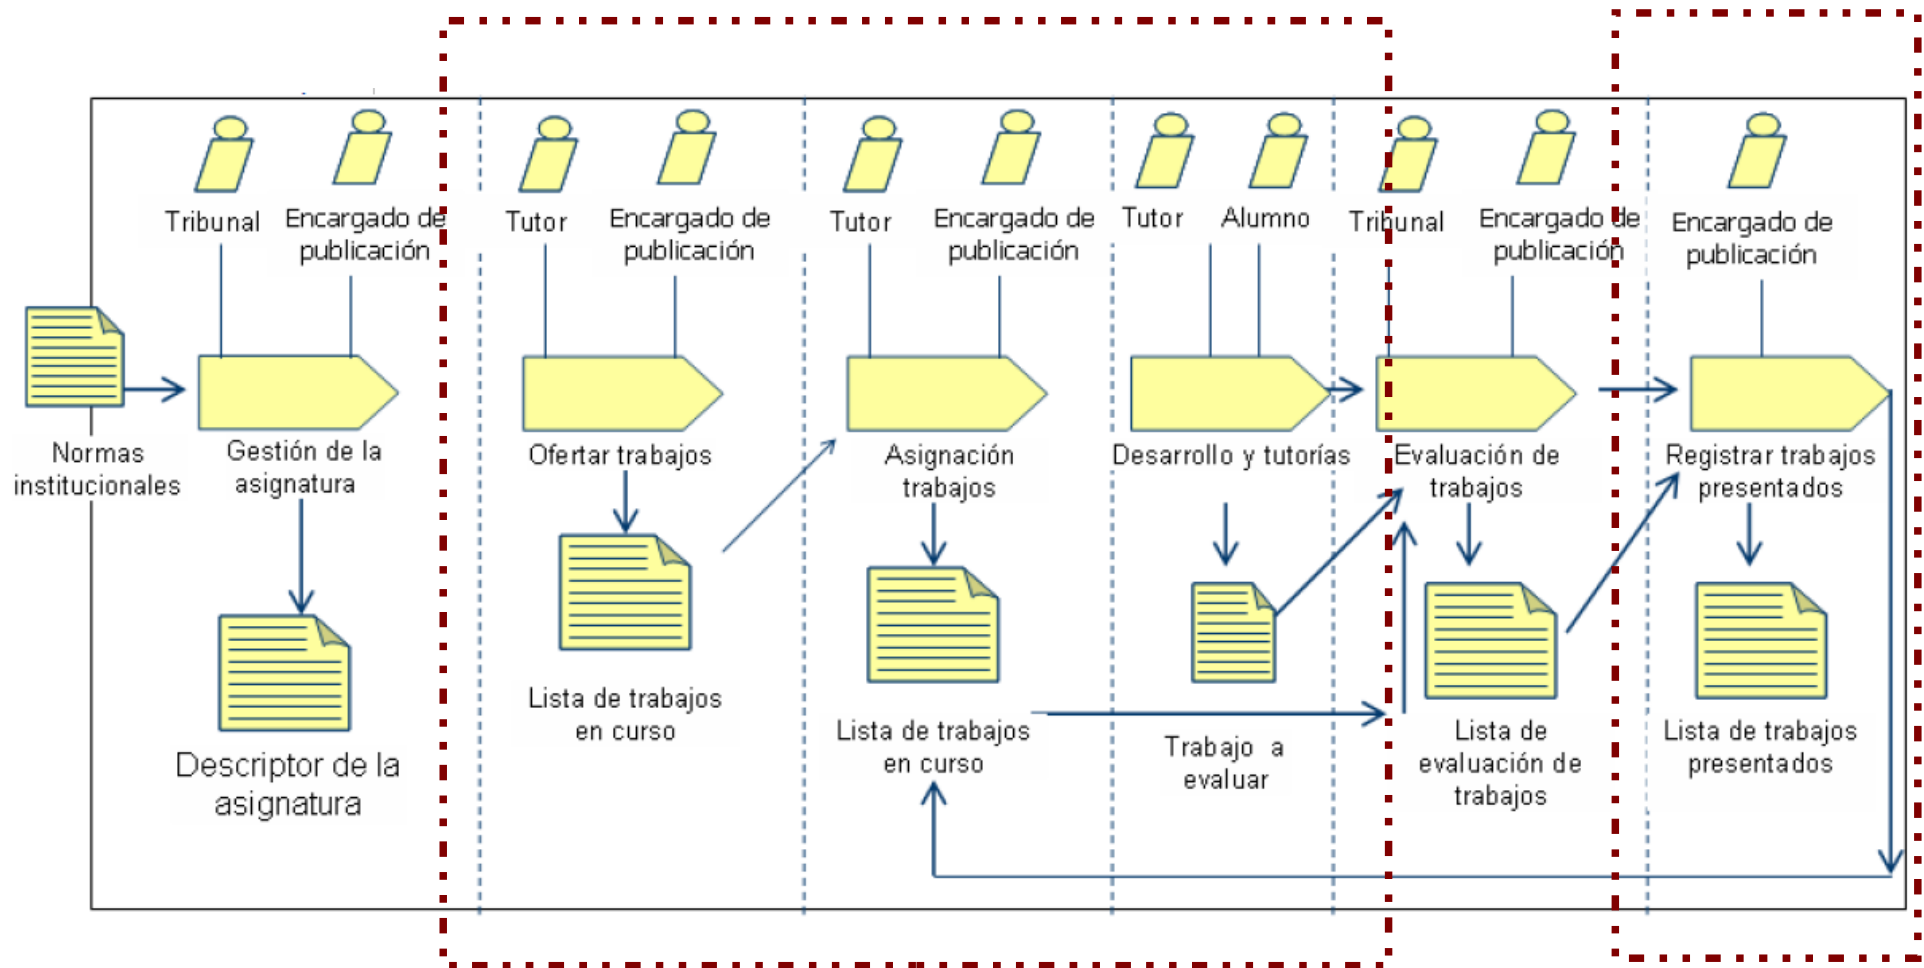 Tribunal
Encargado de
publicación
Tutor
Encargado de
publicación
Tutor
Encargado de
publicación
Tutor
Alumno
Tribunal
Encargado de
publicación
Encargado de
publicación
Normas
institucionales
Gestión de la
asignatura
Ofertar trabajos
Asignación
trabajos
Desarrollo y tutorías
Evaluación de
trabajos
Registrar trabajos
presentados
Descriptor de la
asignatura
Lista de trabajos
en curso
Lista de trabajos
en curso
Trabajo a
evaluar
Lista de
evaluación de
trabajos
Lista de trabajos
presentados